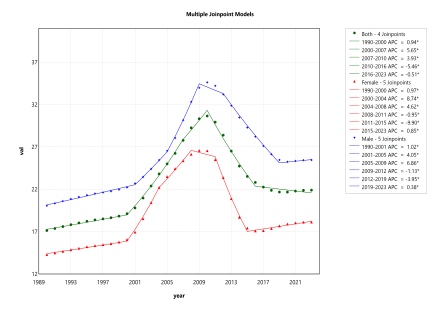 Multiple Joinpoint Models
37
32
27
22
17
12
val
1989
1993
1997
2001
2005
2009
2013
2017
2021
year
Both - 4 Joinpoints
1990-2000 APC = 0.94*
2000-2007 APC = 5.65*
2007-2010 APC = 3.93*
2010-2016 APC = -5.46*
2016-2023 APC = -0.51*
Female - 5 Joinpoints
1990-2000 APC = 0.97*
2000-2004 APC = 8.74*
2004-2008 APC = 4.62*
2008-2011 APC = -0.95*
2011-2015 APC = -9.90*
2015-2023 APC = 0.85*
Male - 5 Joinpoints
1990-2001 APC = 1.02*
2001-2005 APC = 4.05*
2005-2009 APC = 6.86*
2009-2012 APC = -1.13*
2012-2019 APC = -3.95*
2019-2023 APC = 0.38*